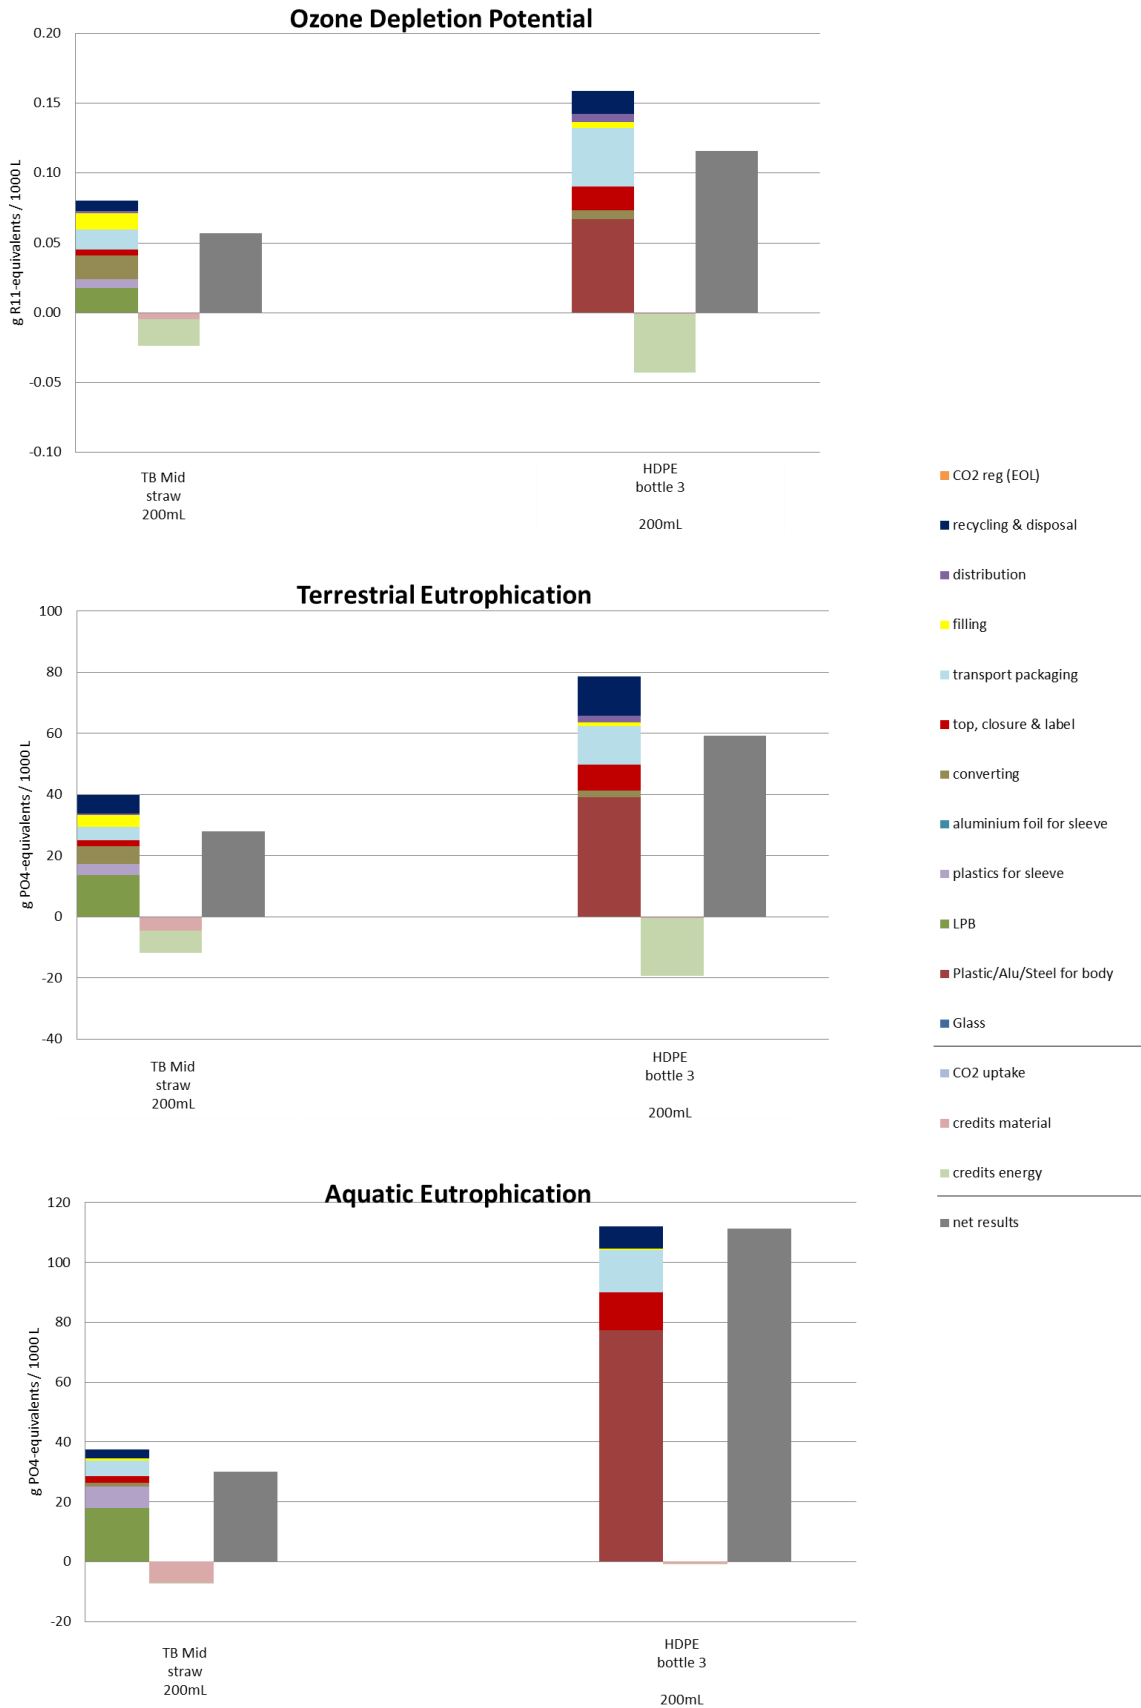 Ozone Depletion Potential
g R11-equivalents / 1000 L
0.20
0.15
0.10
0.05
0.00
-0.05
-0.10
TB Mid
straw
200mL
HDPE
bottle 3
200mL
Terrestrial Eutrophication
g PO4-equivalents / 1000 L
100
80
60
40
20
0
-20
-40
TB Mid
straw
200mL
HDPE
bottle 3
200mL
Aquatic Eutrophication
g PO4-equivalents / 1000 L
120
100
80
60
40
20
0
-20
TB Mid
straw
200mL
HDPE
bottle 3
200mL
CO2 reg (EOL)
recycling & disposal
distribution
filling
transport packaging
top, closure & label
converting
aluminium foil for sleeve
plastics for sleeve
LPB
Plastic/Alu/Steel for body
Glass
CO2 uptake
credits material
credits energy
net results